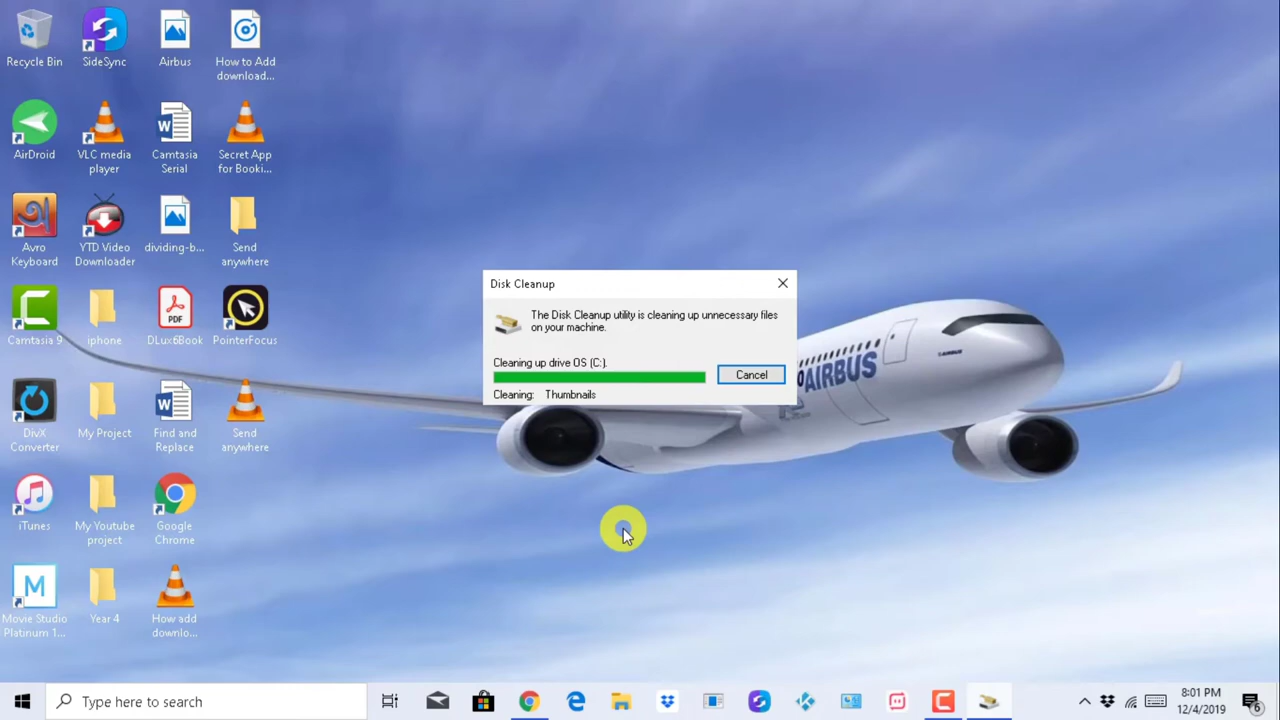 Recycle Bin
SideSync
Airbus
How to Add
download...
AirDroid
VLC media
player
Camtasia
Serial
Secret App
for Booki...
Avro
Keyboard
YTD Video
Downloader
dividing-b...
Send
anywhere
Camtasia 9
iphone
DLux6Book
PointerFocus
DivX
Converter
My Project
Find and
Replace
Send
anywhere
iTunes
My Youtube
project
Google
Chrome
Movie Studio
Platinum 1...
Year 4
How add
downlo...
PDF
M
Disk Cleanup
The Disk Cleanup utility is cleaning up unnecessary files
on your machine.
Cleaning up drive OS (C:).
Cancel
Cleaning: Thumbnails
AIRBUS
AIRBUS
Type here to search
8:01 PM
12/4/2019
6